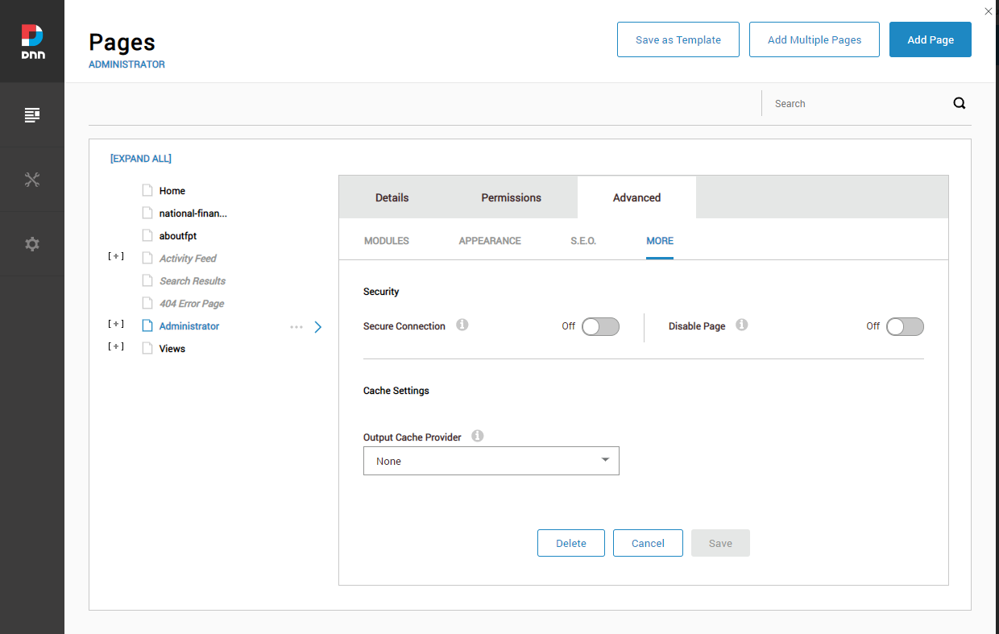 dnn
Pages
ADMINISTRATOR
Save as Template
Add Multiple Pages
Add Page
Search
[EXPAND ALL]
Home
national-finan...
aboutfpt
[+] Activity Feed
Search Results
404 Error Page
[+] Administrator ...
[+] Views
Details Permissions Advanced
MODULES APPEARANCE S.E.O. MORE
Security
Secure Connection Off Disable Page Off
Cache Settings
Output Cache Provider
None
Delete Cancel Save